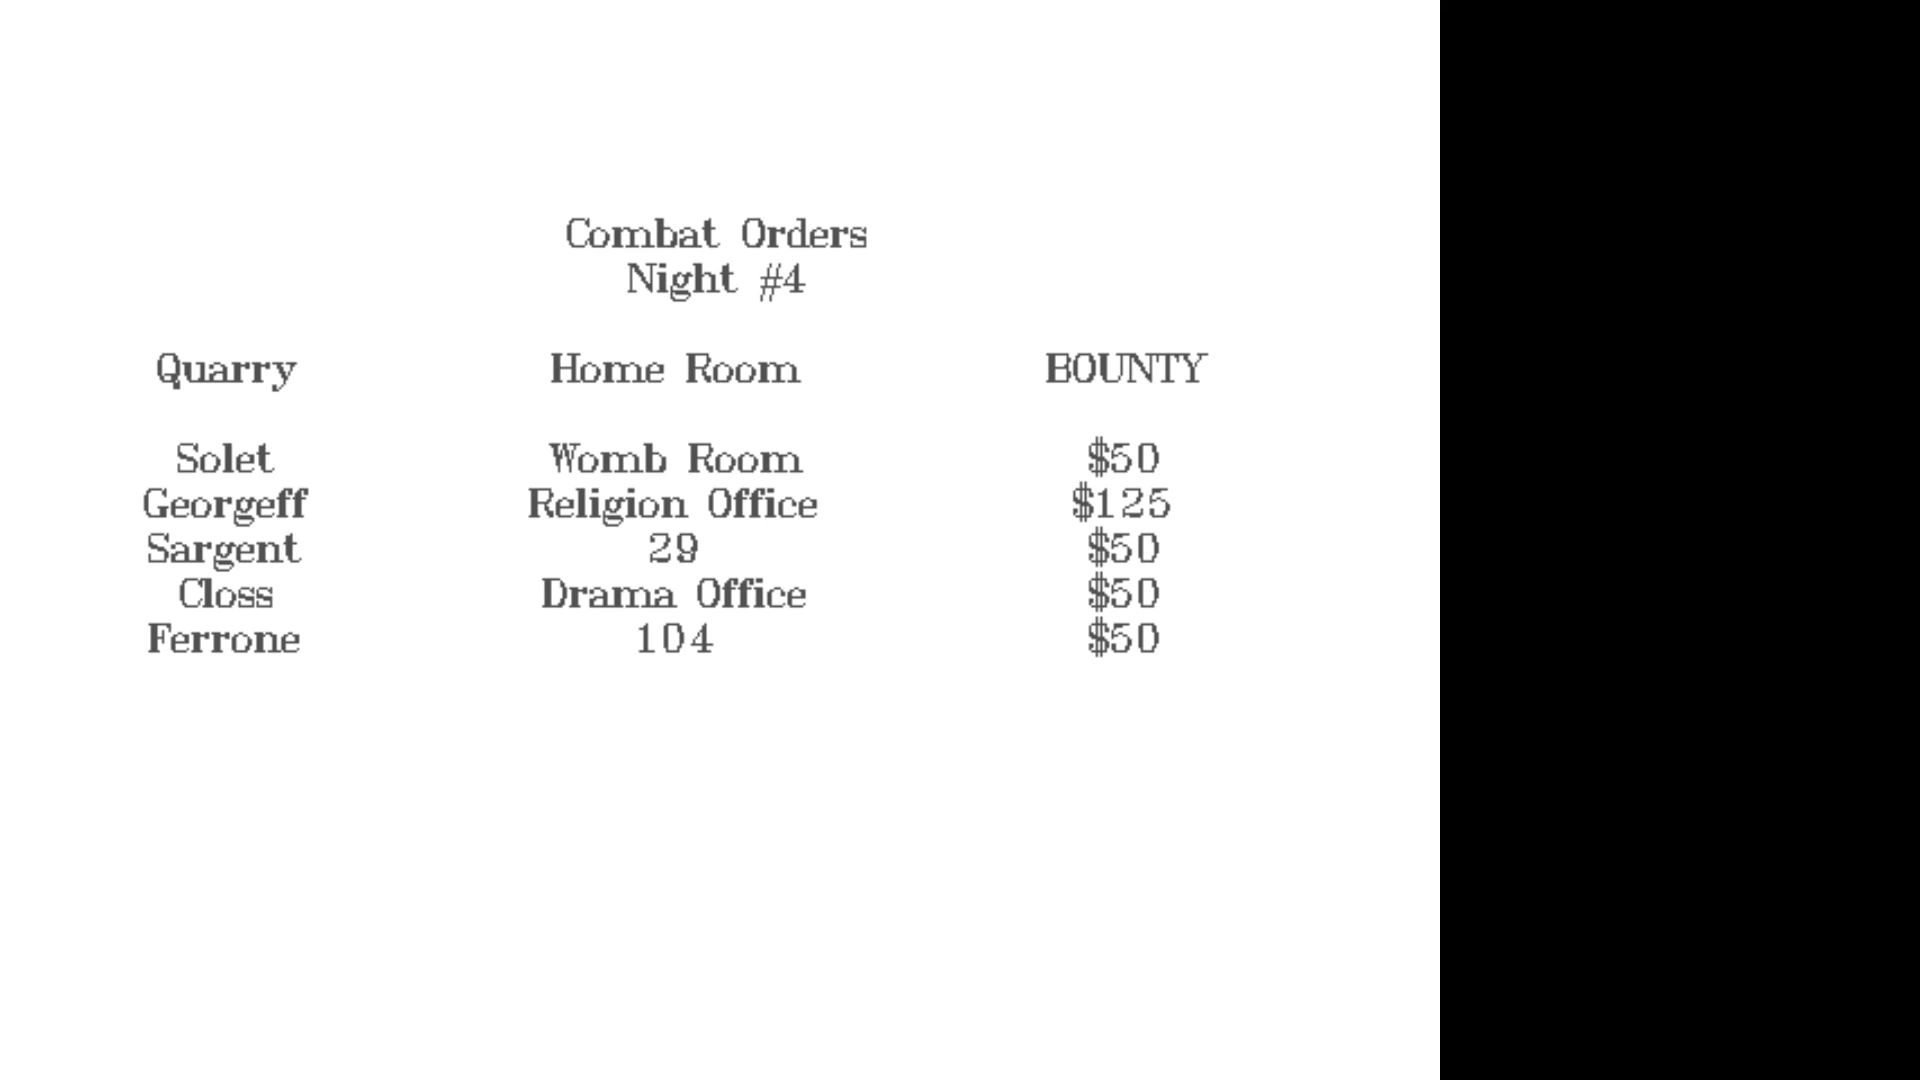 Combat Orders
Night #4
Quarry Home Room BOUNTY
Solet Womb Room $50
Georgeff Religion Office $125
Sargent 29 $50
Closs Drama Office $50
Ferrone 104 $50